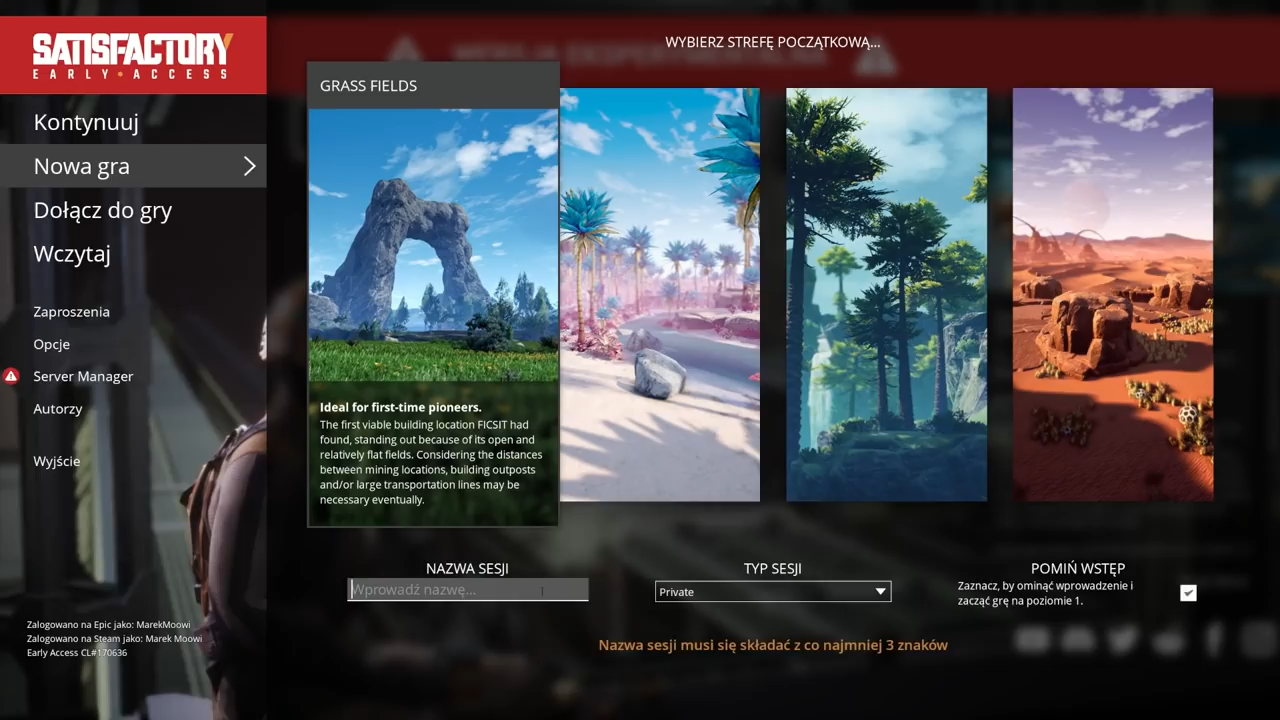 SATISFACTORY
EARLY ACCESS
Kontynuuj
Nowa gra
Dołącz do gry
Wczytaj
Zaproszenia
Opcje
Server Manager
Autorzy
Wyjście
Zalogowano na Epic jako: MarekMoowi
Zalogowano na Steam jako: Marek Moowi
Early Access CL#170636
WYBIERZ STREFĘ POCZĄTKOWĄ...
GRASS FIELDS
Ideal for first-time pioneers.
The first viable building location FICSIT had
found, standing out because of its open and
relatively flat fields. Considering the distances
between mining locations, building outposts
and/or large transportation lines may be
necessary eventually.
NAZWA SESJI
Wprowadź nazwę...
TYP SESJI
Private
POMIŃ WSTĘP
Zaznacz, by ominąć wprowadzenie i
zacząć grę na poziomie 1.
Nazwa sesji musi się składać z co najmniej 3 znaków